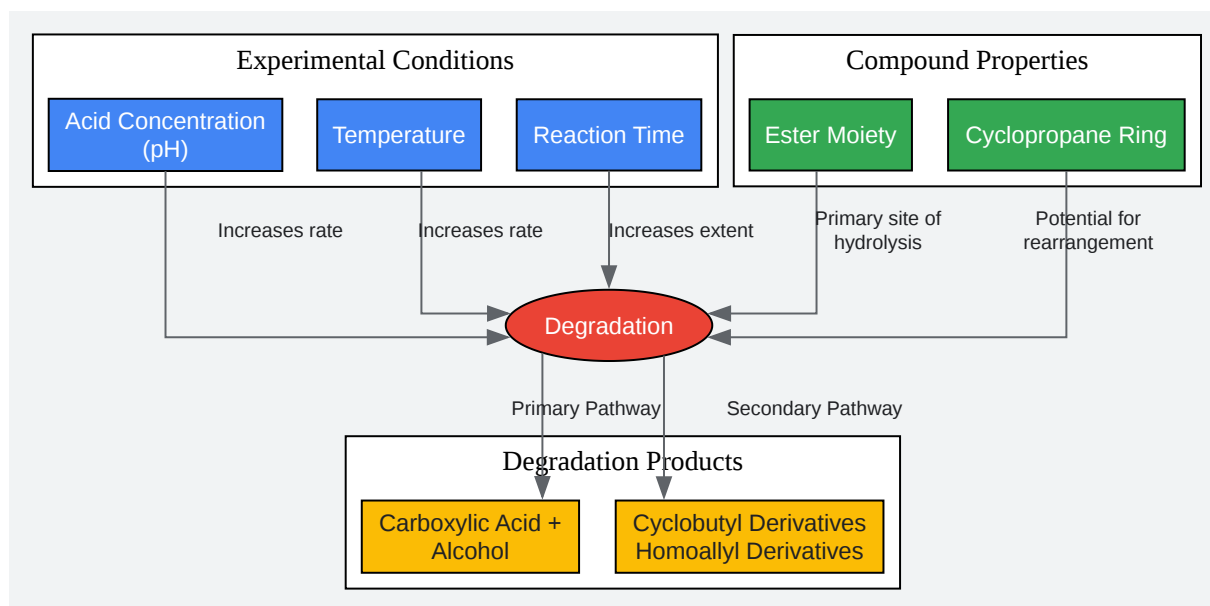 Experimental Conditions
Compound Properties
Acid Concentration
(pH)
Temperature
Reaction Time
Ester Moiety
Cyclopropane Ring
Increases rate
Increases rate
Increases extent
Primary site of
hydrolysis
Potential for
rearrangement
Degradation
Primary Pathway
Secondary Pathway
Degradation Products
Carboxylic Acid +
Alcohol
Cyclobutyl Derivatives
Homoallyl Derivatives